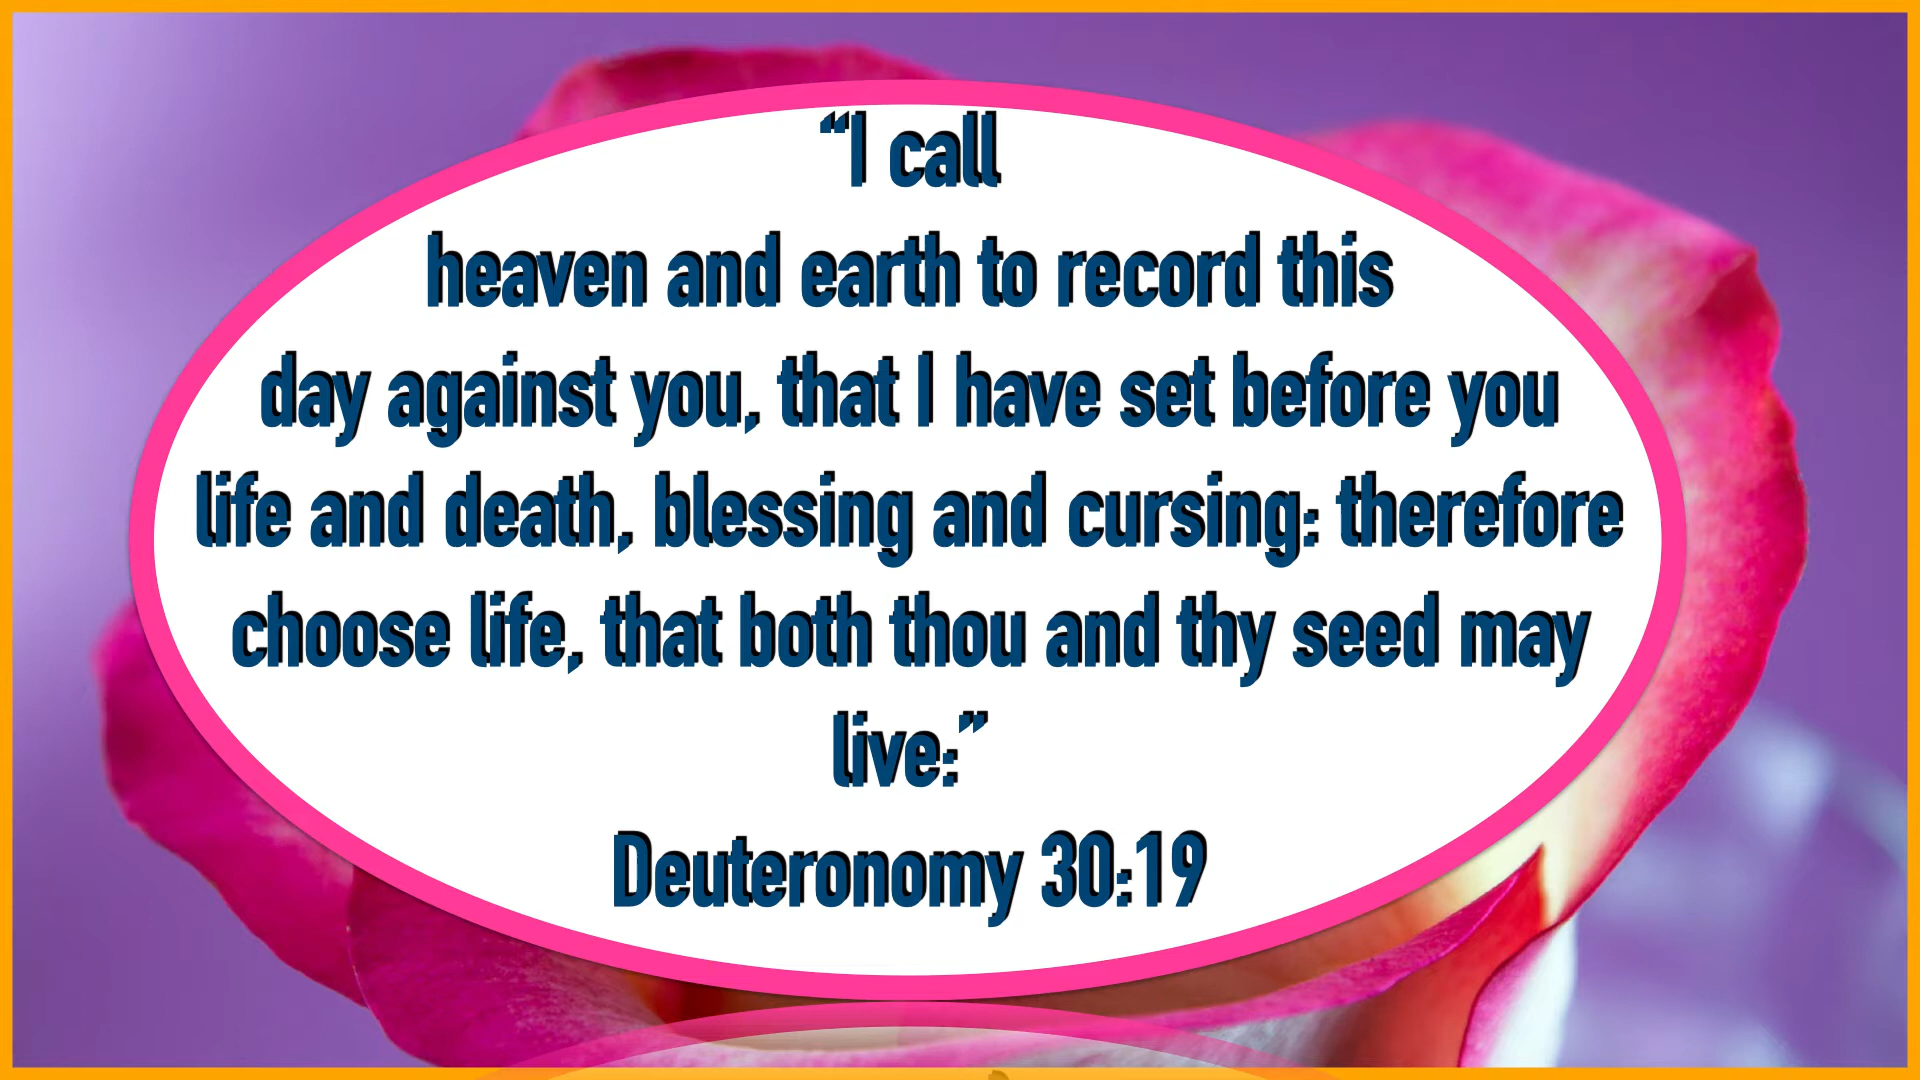 “I call
heaven and earth to record this
day against you, that I have set before you
life and death, blessing and cursing: therefore
choose life, that both thou and thy seed may
live:”
Deuteronomy 30:19